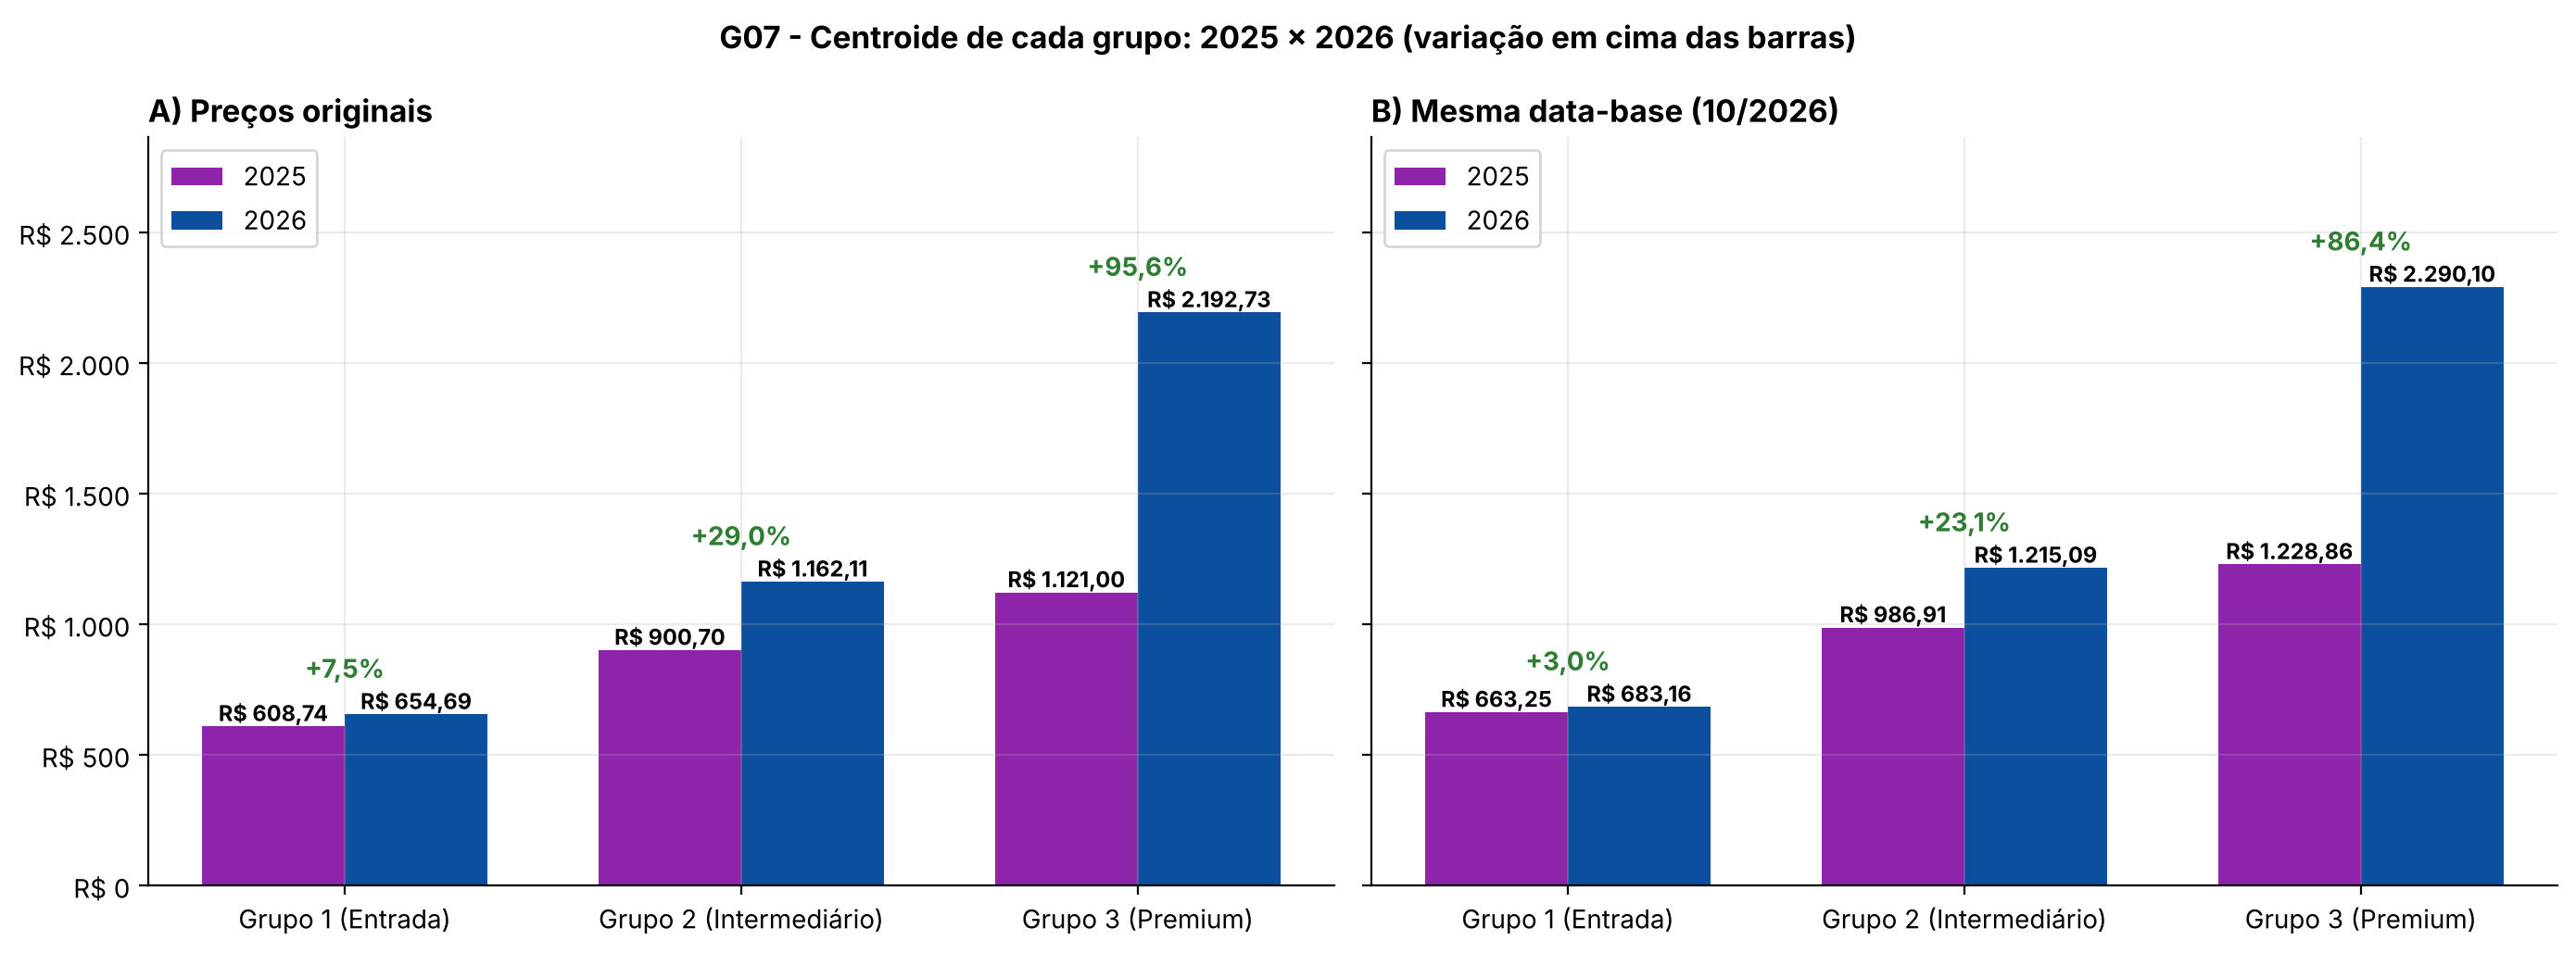 G07 - Centroide de cada grupo: 2025 × 2026 (variação em cima das barras)
A) Preços originais
2025
2026
R$ 2.500
R$ 2.000
R$ 1.500
R$ 1.000
R$ 500
R$ 0
+7,5%
R$ 608,74
R$ 654,69
+29,0%
R$ 900,70
R$ 1.162,11
+95,6%
R$ 1.121,00
R$ 2.192,73
Grupo 1 (Entrada)
Grupo 2 (Intermediário)
Grupo 3 (Premium)
B) Mesma data-base (10/2026)
2025
2026
+3,0%
R$ 663,25
R$ 683,16
+23,1%
R$ 986,91
R$ 1.215,09
+86,4%
R$ 1.228,86
R$ 2.290,10
Grupo 1 (Entrada)
Grupo 2 (Intermediário)
Grupo 3 (Premium)